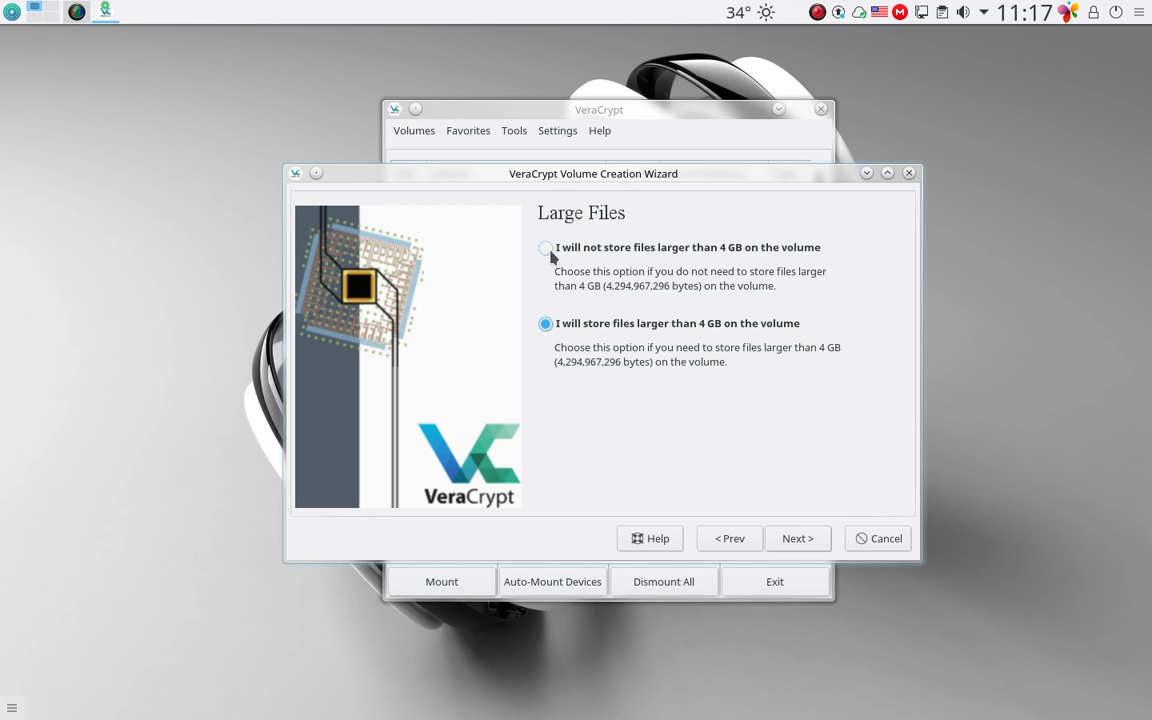 34°
11:17
VeraCrypt
Volumes Favorites Tools Settings Help
VeraCrypt Volume Creation Wizard
Large Files
I will not store files larger than 4 GB on the volume
Choose this option if you do not need to store files larger
than 4 GB (4,294,967,296 bytes) on the volume.
I will store files larger than 4 GB on the volume
Choose this option if you need to store files larger than 4 GB
(4,294,967,296 bytes) on the volume.
VeraCrypt
Help < Prev Next > Cancel
Mount Auto-Mount Devices Dismount All Exit